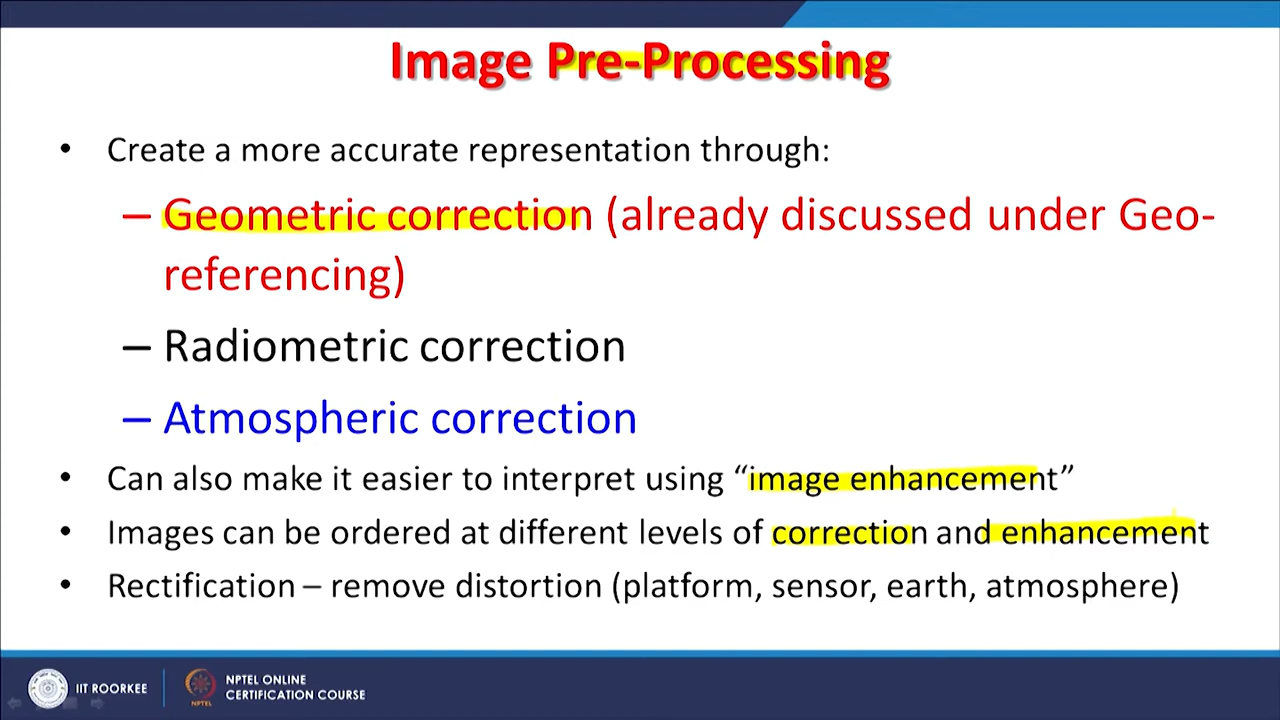 Image Pre-Processing
• Create a more accurate representation through:
– Geometric correction (already discussed under Geo-
referencing)
– Radiometric correction
– Atmospheric correction
• Can also make it easier to interpret using “image enhancement”
• Images can be ordered at different levels of correction and enhancement
• Rectification – remove distortion (platform, sensor, earth, atmosphere)
IIT ROORKEE
NPTEL
NPTEL ONLINE
CERTIFICATION COURSE